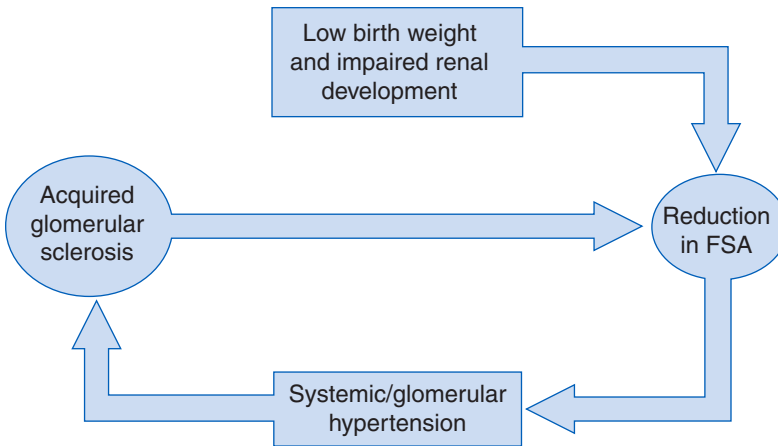 Low birth weight
and impaired renal
development
Acquired
glomerular
sclerosis
Reduction
in FSA
Systemic/glomerular
hypertension